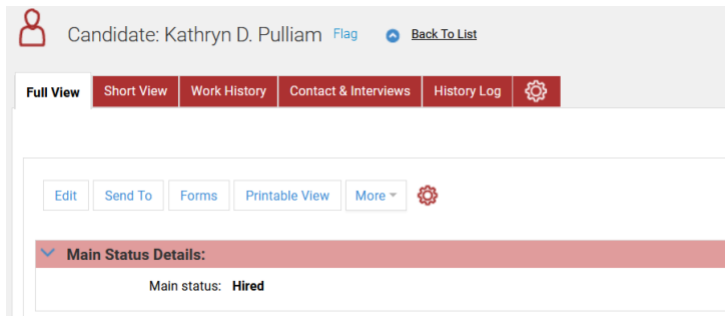 Candidate: Kathryn D. Pulliam Flag Back To List
Full View Short View Work History Contact & Interviews History Log
Edit Send To Forms Printable View More
Main Status Details:
Main status: Hired